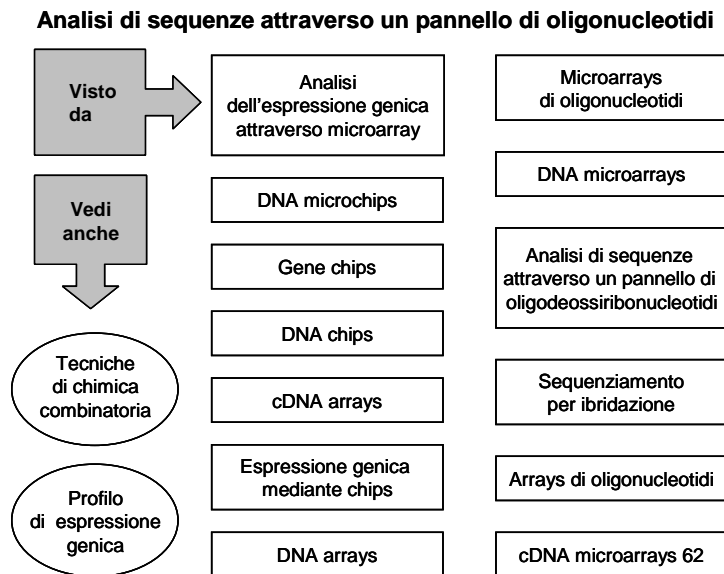 Analisi di sequenze attraverso un pannello di oligonucleotidi
Visto
da
Analisi
dell'espressione genica
attraverso microarray
Microarrays
di oligonucleotidi
DNA microarrays
Vedi
anche
DNA microchips
Gene chips
Analisi di sequenze
attraverso un pannello di
oligodeossiribonucleotidi
DNA chips
Tecniche
di chimica
combinatoria
cDNA arrays
Sequenziamento
per ibridazione
Espressione genica
mediante chips
Arrays di oligonucleotidi
Profilo
di espressione
genica
DNA arrays
cDNA microarrays 62